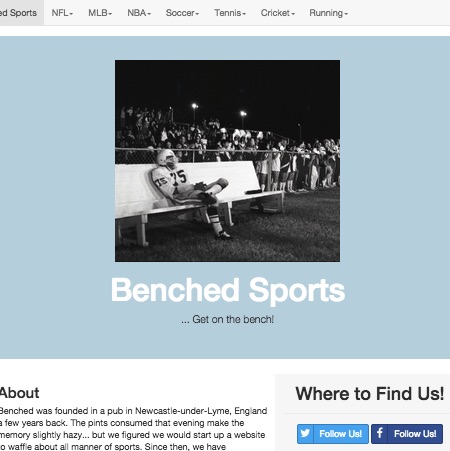 ed Sports NFL MLB NBA Soccer Tennis Cricket Running
75 75
Benched Sports
... Get on the bench!
About
Benched was founded in a pub in Newcastle-under-Lyme, England
a few years back. The pints consumed that evening make the
memory slightly hazy... but we figured we would start up a website
to waffle about all manner of sports. Since then, we have
Where to Find Us!
Follow Us! Follow Us!